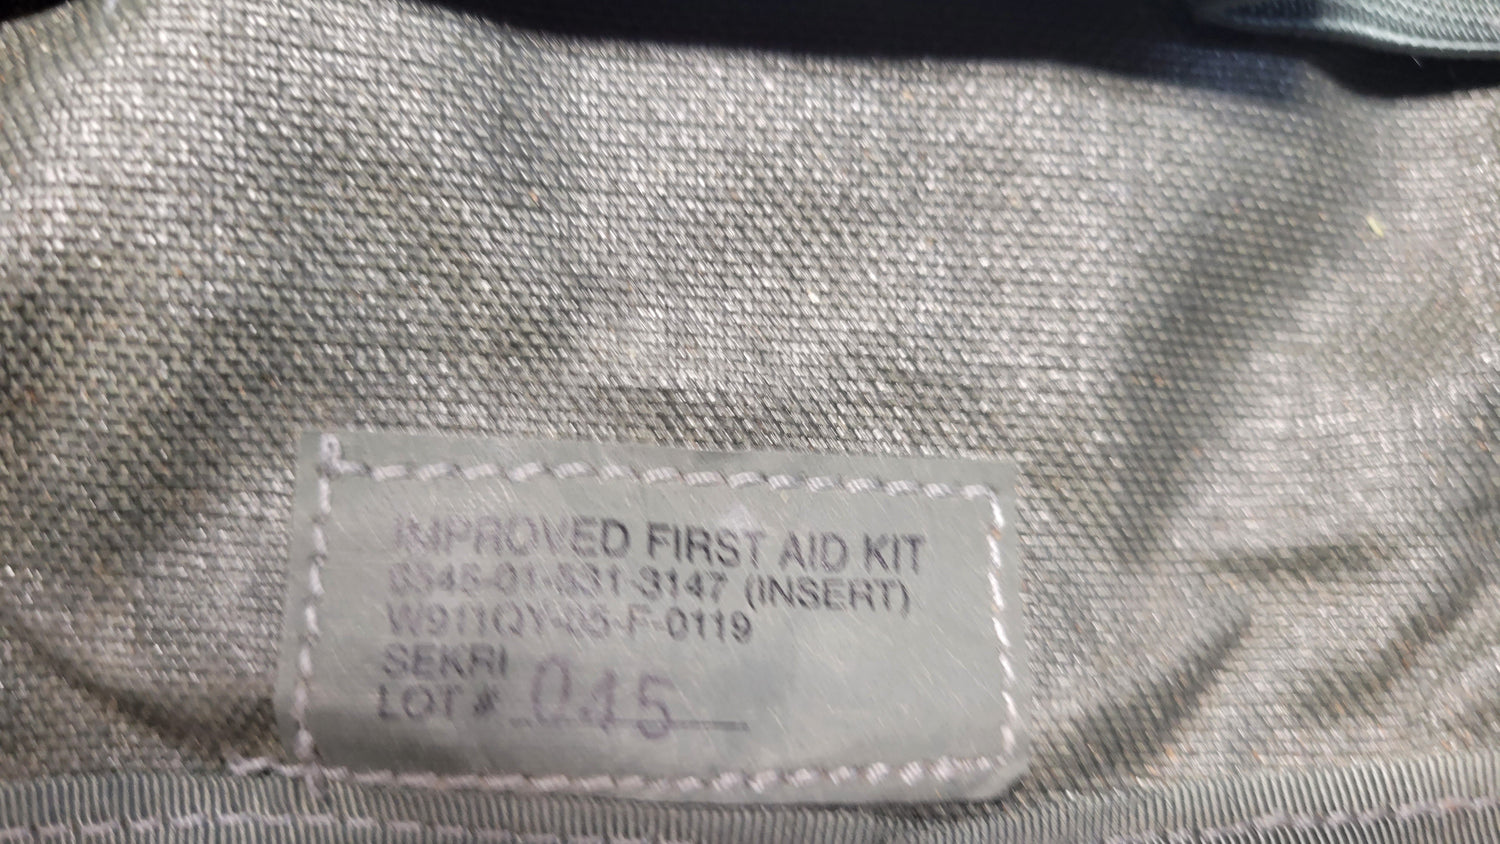 IMPROVED FIRST AID KIT
6545-01-531-3147 (INSERT)
W911QY-05-F-0119
SEKRI
LOT # 045